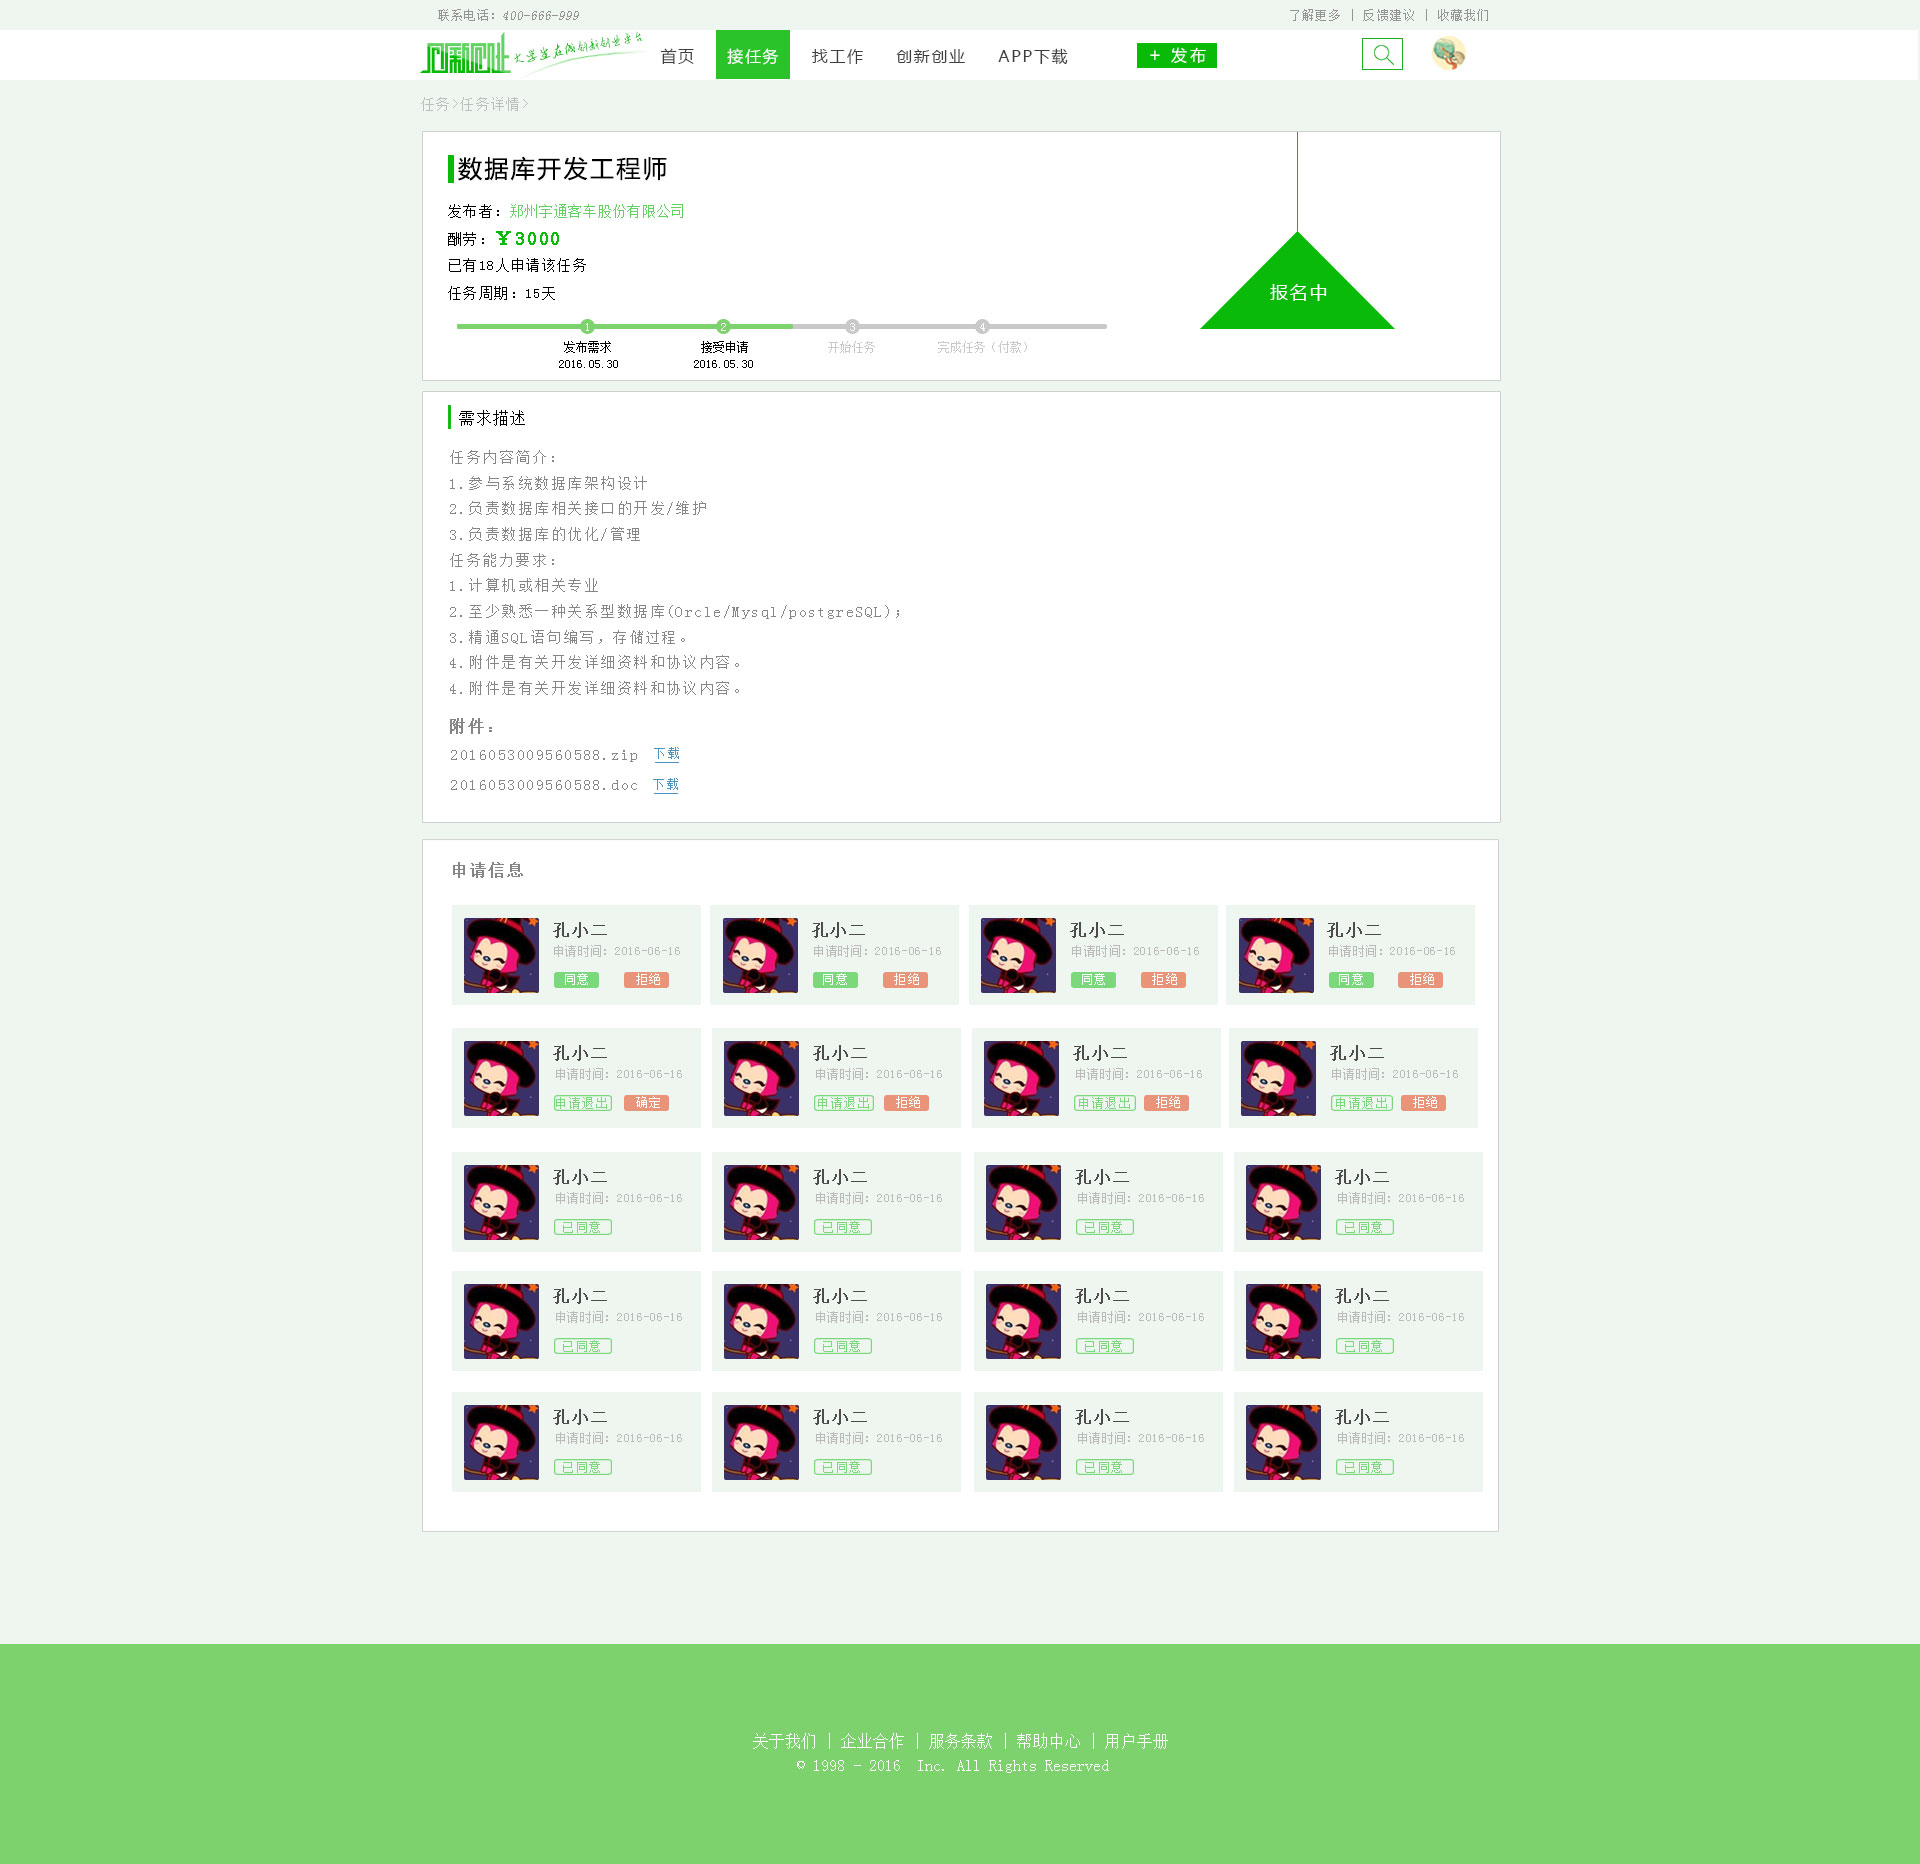 联系电话：400-666-999
了解更多 | 反馈建议 | 收藏我们
首页 接任务 找工作 创新创业 APP下载 + 发布
任务>任务详情>
数据库开发工程师
发布者：郑州宇通客车股份有限公司
酬劳：￥3000
已有18人申请该任务
任务周期：15天
报名中
1 2 3 4
发布需求 接受申请 开始任务 完成任务（付款）
2016.05.30 2016.05.30
需求描述
任务内容简介：
1.参与系统数据库架构设计
2.负责数据库相关接口的开发/维护
3.负责数据库的优化/管理
任务能力要求：
1.计算机或相关专业
2.至少熟悉一种关系型数据库(Orcle/Mysql/postgreSQL)；
3.精通SQL语句编写，存储过程。
4.附件是有关开发详细资料和协议内容。
4.附件是有关开发详细资料和协议内容。
附件：
2016053009560588.zip 下载
2016053009560588.doc 下载
申请信息
孔小二 孔小二 孔小二 孔小二
申请时间：2016-06-16 申请时间：2016-06-16 申请时间：2016-06-16 申请时间：2016-06-16
同意 拒绝 同意 拒绝 同意 拒绝 同意 拒绝
孔小二 孔小二 孔小二 孔小二
申请时间：2016-06-16 申请时间：2016-06-16 申请时间：2016-06-16 申请时间：2016-06-16
申请退出 确定 申请退出 拒绝 申请退出 拒绝 申请退出 拒绝
孔小二 孔小二 孔小二 孔小二
申请时间：2016-06-16 申请时间：2016-06-16 申请时间：2016-06-16 申请时间：2016-06-16
已同意 已同意 已同意 已同意
孔小二 孔小二 孔小二 孔小二
申请时间：2016-06-16 申请时间：2016-06-16 申请时间：2016-06-16 申请时间：2016-06-16
已同意 已同意 已同意 已同意
孔小二 孔小二 孔小二 孔小二
申请时间：2016-06-16 申请时间：2016-06-16 申请时间：2016-06-16 申请时间：2016-06-16
已同意 已同意 已同意 已同意
关于我们 | 企业合作 | 服务条款 | 帮助中心 | 用户手册
© 1998 - 2016 Inc. All Rights Reserved